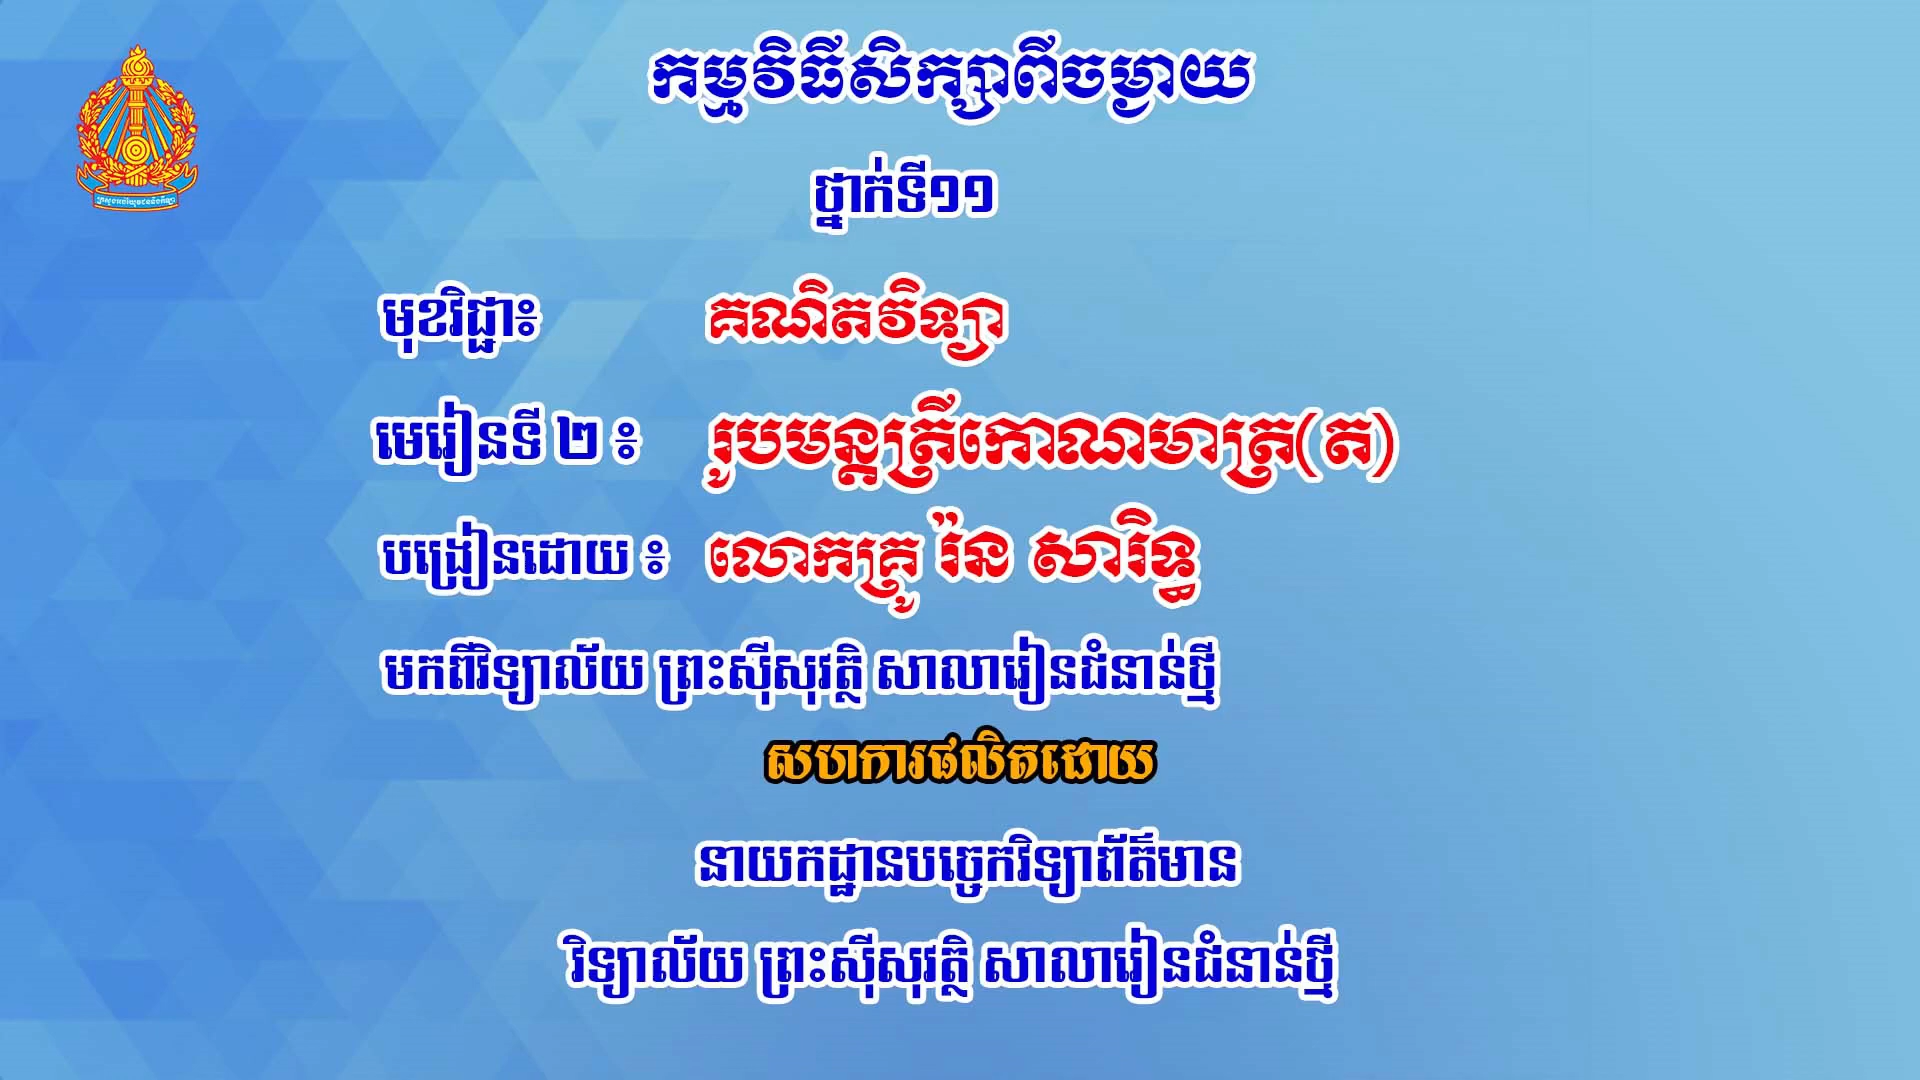 កម្មវិធីសិក្សាពីចម្ងាយ
ថ្នាក់ទី១១
មុខវិជ្ជា៖ គណិតវិទ្យា
មេរៀនទី ២ ៖ រូបមន្តត្រីកោណមាត្រ(ត)
បង្រៀនដោយ ៖ លោកគ្រូ រ៉ន សារិទ្ធ
មកពីវិទ្យាល័យ ព្រះស៊ីសុវត្ថិ សាលារៀនជំនាន់ថ្មី
សហការផលិតដោយ
នាយកដ្ឋានបច្ចេកវិទ្យាព័ត៌មាន
វិទ្យាល័យ ព្រះស៊ីសុវត្ថិ សាលារៀនជំនាន់ថ្មី